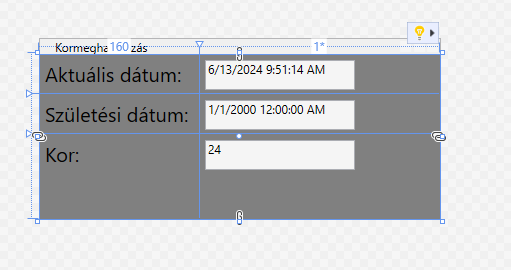 Kormegha 160 zás 1*
Aktuális dátum: 6/13/2024 9:51:14 AM
Születési dátum: 1/1/2000 12:00:00 AM
Kor: 24